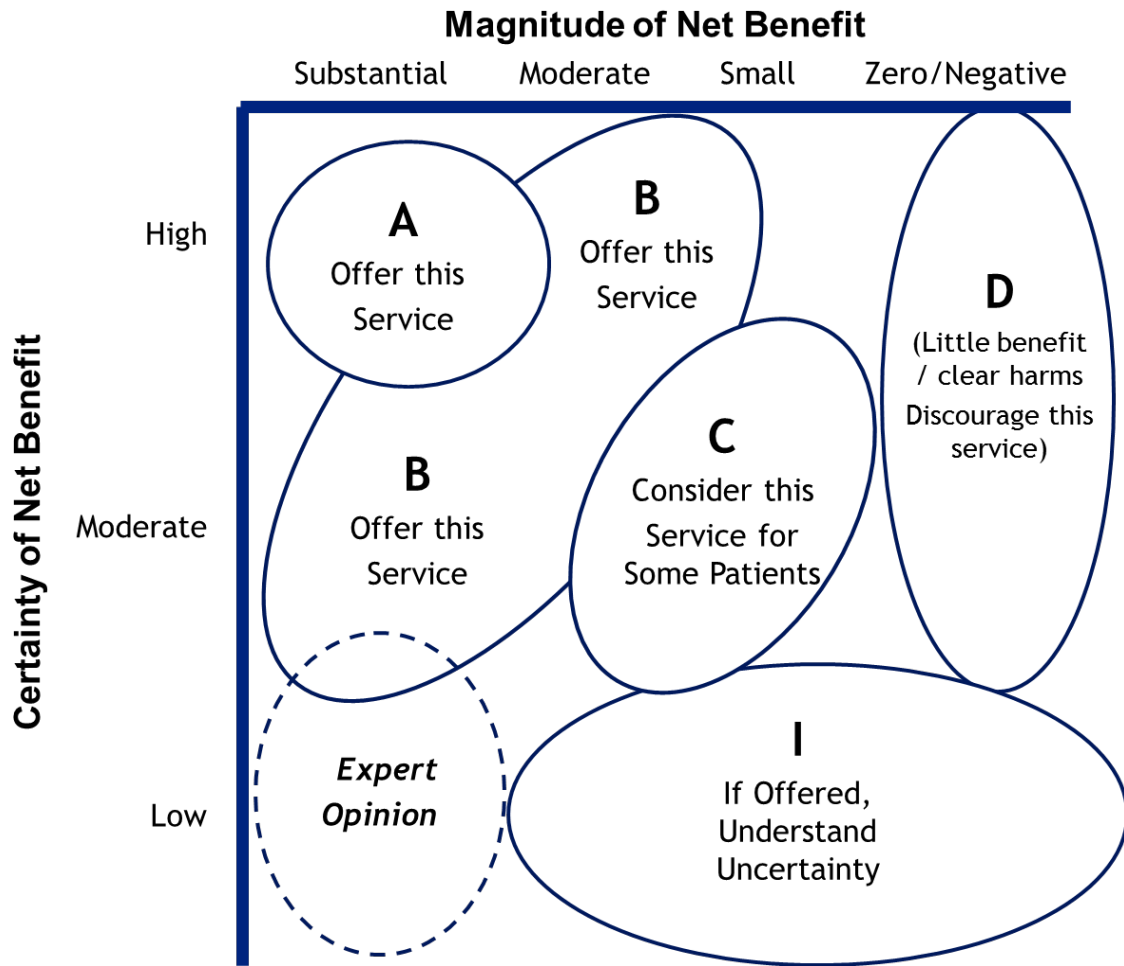 Magnitude of Net Benefit
Substantial Moderate Small Zero/Negative
Certainty of Net Benefit
High
A
Offer this
Service
B
Offer this
Service
D
(Little benefit
/ clear harms
Discourage this
service)
Moderate
B
Offer this
Service
C
Consider this
Service for
Some Patients
Low
Expert
Opinion
I
If Offered,
Understand
Uncertainty